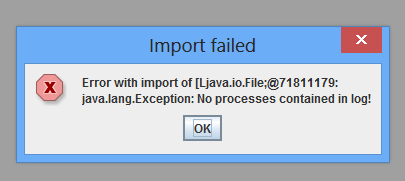 Import failed
Error with import of [Ljava.io.File;@71811179:
java.lang.Exception: No processes contained in log!
OK